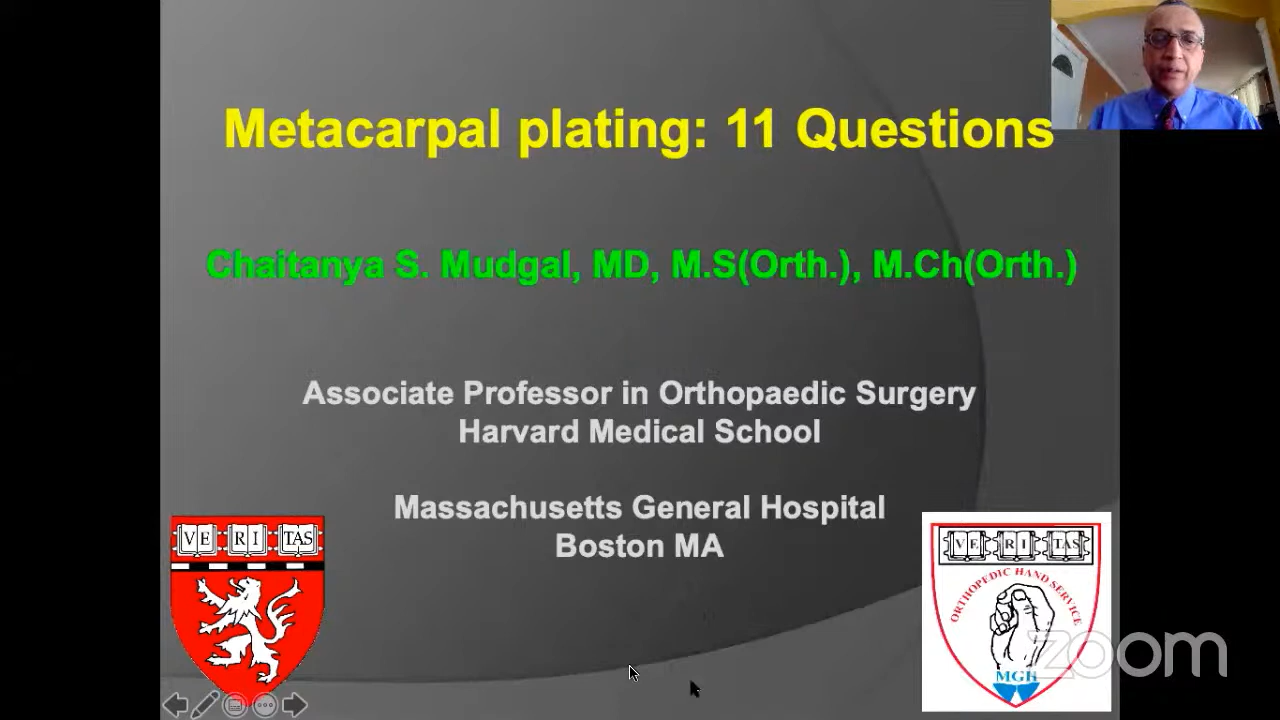 Metacarpal plating: 11 Questions
Chaitanya S. Mudgal, MD, M.S(Orth.), M.Ch(Orth.)
Associate Professor in Orthopaedic Surgery
Harvard Medical School
Massachusetts General Hospital
Boston MA
VE RI TAS
VE RI TAS
ORTHOPEDIC HAND SERVICE
MGH
zoom